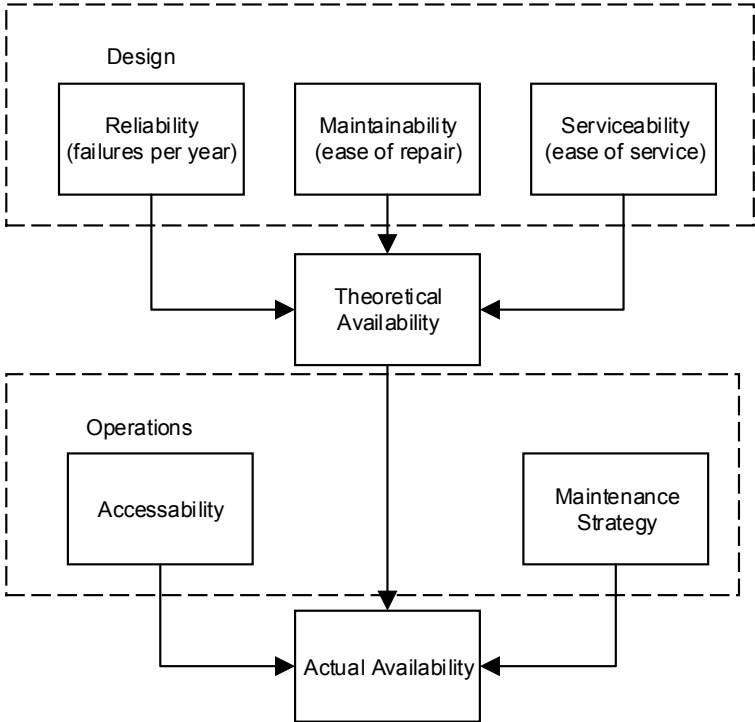 Design
Reliability
(failures per year)
Maintainability
(ease of repair)
Serviceability
(ease of service)
Theoretical
Availability
Operations
Accessability
Maintenance
Strategy
Actual Availability